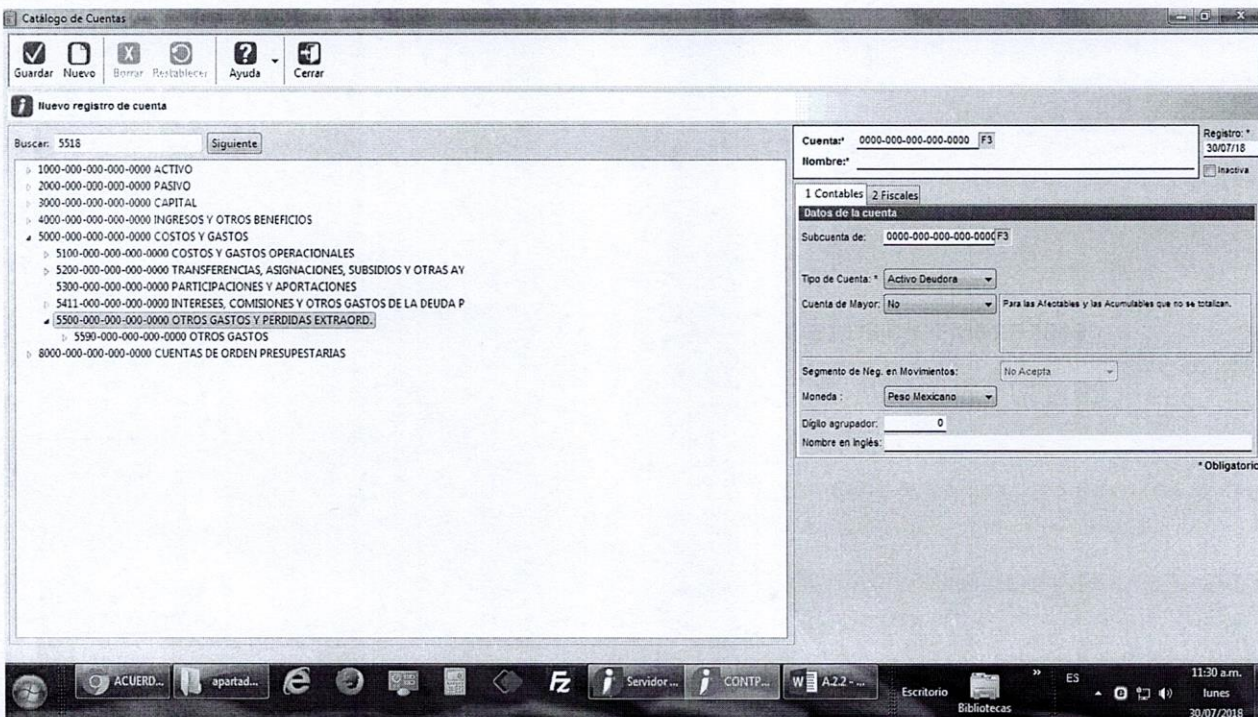 Catálogo de Cuentas
Guardar Nuevo Borrar Restablecer Ayuda Cerrar
Nuevo registro de cuenta
Buscar: 5518 Siguiente
1000-000-000-000-0000 ACTIVO
2000-000-000-000-0000 PASIVO
3000-000-000-000-0000 CAPITAL
4000-000-000-000-0000 INGRESOS Y OTROS BENEFICIOS
5000-000-000-000-0000 COSTOS Y GASTOS
5100-000-000-000-0000 COSTOS Y GASTOS OPERACIONALES
5200-000-000-000-0000 TRANSFERENCIAS, ASIGNACIONES, SUBSIDIOS Y OTRAS AY
5300-000-000-000-0000 PARTICIPACIONES Y APORTACIONES
5411-000-000-000-0000 INTERESES, COMISIONES Y OTROS GASTOS DE LA DEUDA P
5500-000-000-000-0000 OTROS GASTOS Y PERDIDAS EXTRAORD.
5590-000-000-000-0000 OTROS GASTOS
8000-000-000-000-0000 CUENTAS DE ORDEN PRESUPESTARIAS
Cuenta:* 0000-000-000-000-0000 F3
Nombre:*
Registro: *
30/07/18
Inactiva
1 Contables 2 Fiscales
Datos de la cuenta
Subcuenta de: 0000-000-000-000-000( F3
Tipo de Cuenta: * Activo Deudora
Cuenta de Mayor: No Para las Afectables y las Acumulables que no se totalizan.
Segmento de Neg. en Movimientos: No Acepta
Moneda : Peso Mexicano
Dígito agrupador: 0
Nombre en Inglés:
* Obligatorio
ACUERD... apartad... Fz Servidor... CONTP... W A.2.2 - ... Escritorio Bibliotecas » ES
11:30 a.m.
lunes
30/07/2018